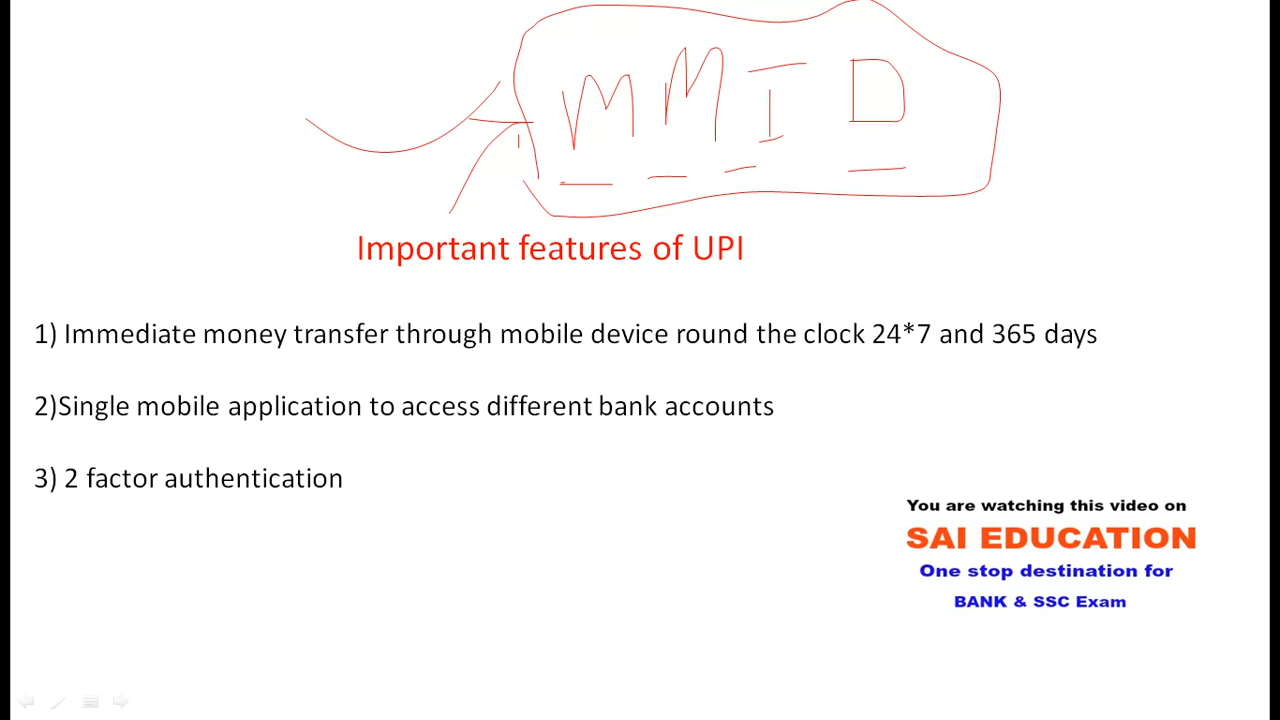 MMID
Important features of UPI
1) Immediate money transfer through mobile device round the clock 24*7 and 365 days
2)Single mobile application to access different bank accounts
3) 2 factor authentication
You are watching this video on
SAI EDUCATION
One stop destination for
BANK & SSC Exam